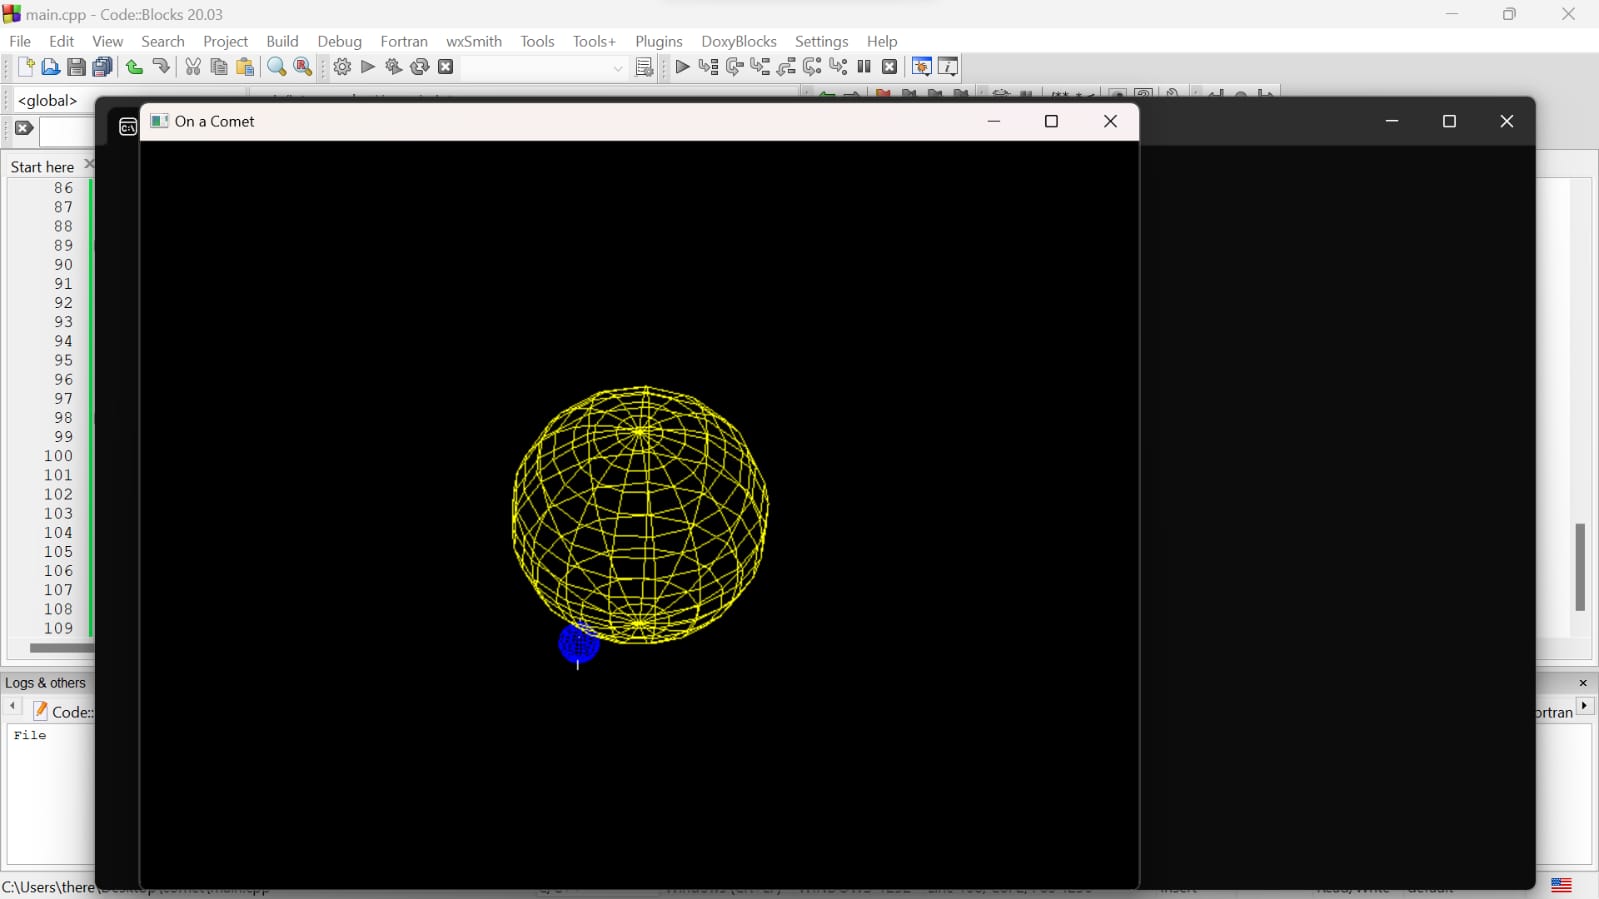 main.cpp - Code::Blocks 20.03
File Edit View Search Project Build Debug Fortran wxSmith Tools Tools+ Plugins DoxyBlocks Settings Help
<global>
On a Comet
Start here
86
87
88
89
90
91
92
93
94
95
96
97
98
99
100
101
102
103
104
105
106
107
108
109
Logs & others
Code::
ortran
File
C:\Users\there